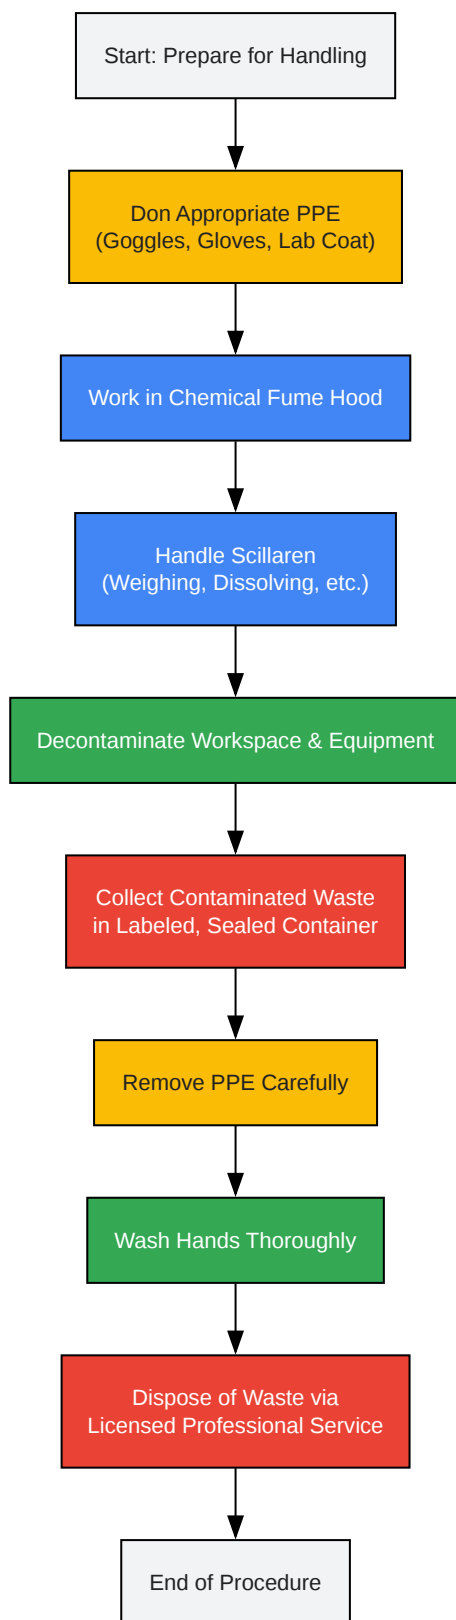 Start: Prepare for Handling
Don Appropriate PPE
(Goggles, Gloves, Lab Coat)
Work in Chemical Fume Hood
Handle Scillaren
(Weighing, Dissolving, etc.)
Decontaminate Workspace & Equipment
Collect Contaminated Waste
in Labeled, Sealed Container
Remove PPE Carefully
Wash Hands Thoroughly
Dispose of Waste via
Licensed Professional Service
End of Procedure